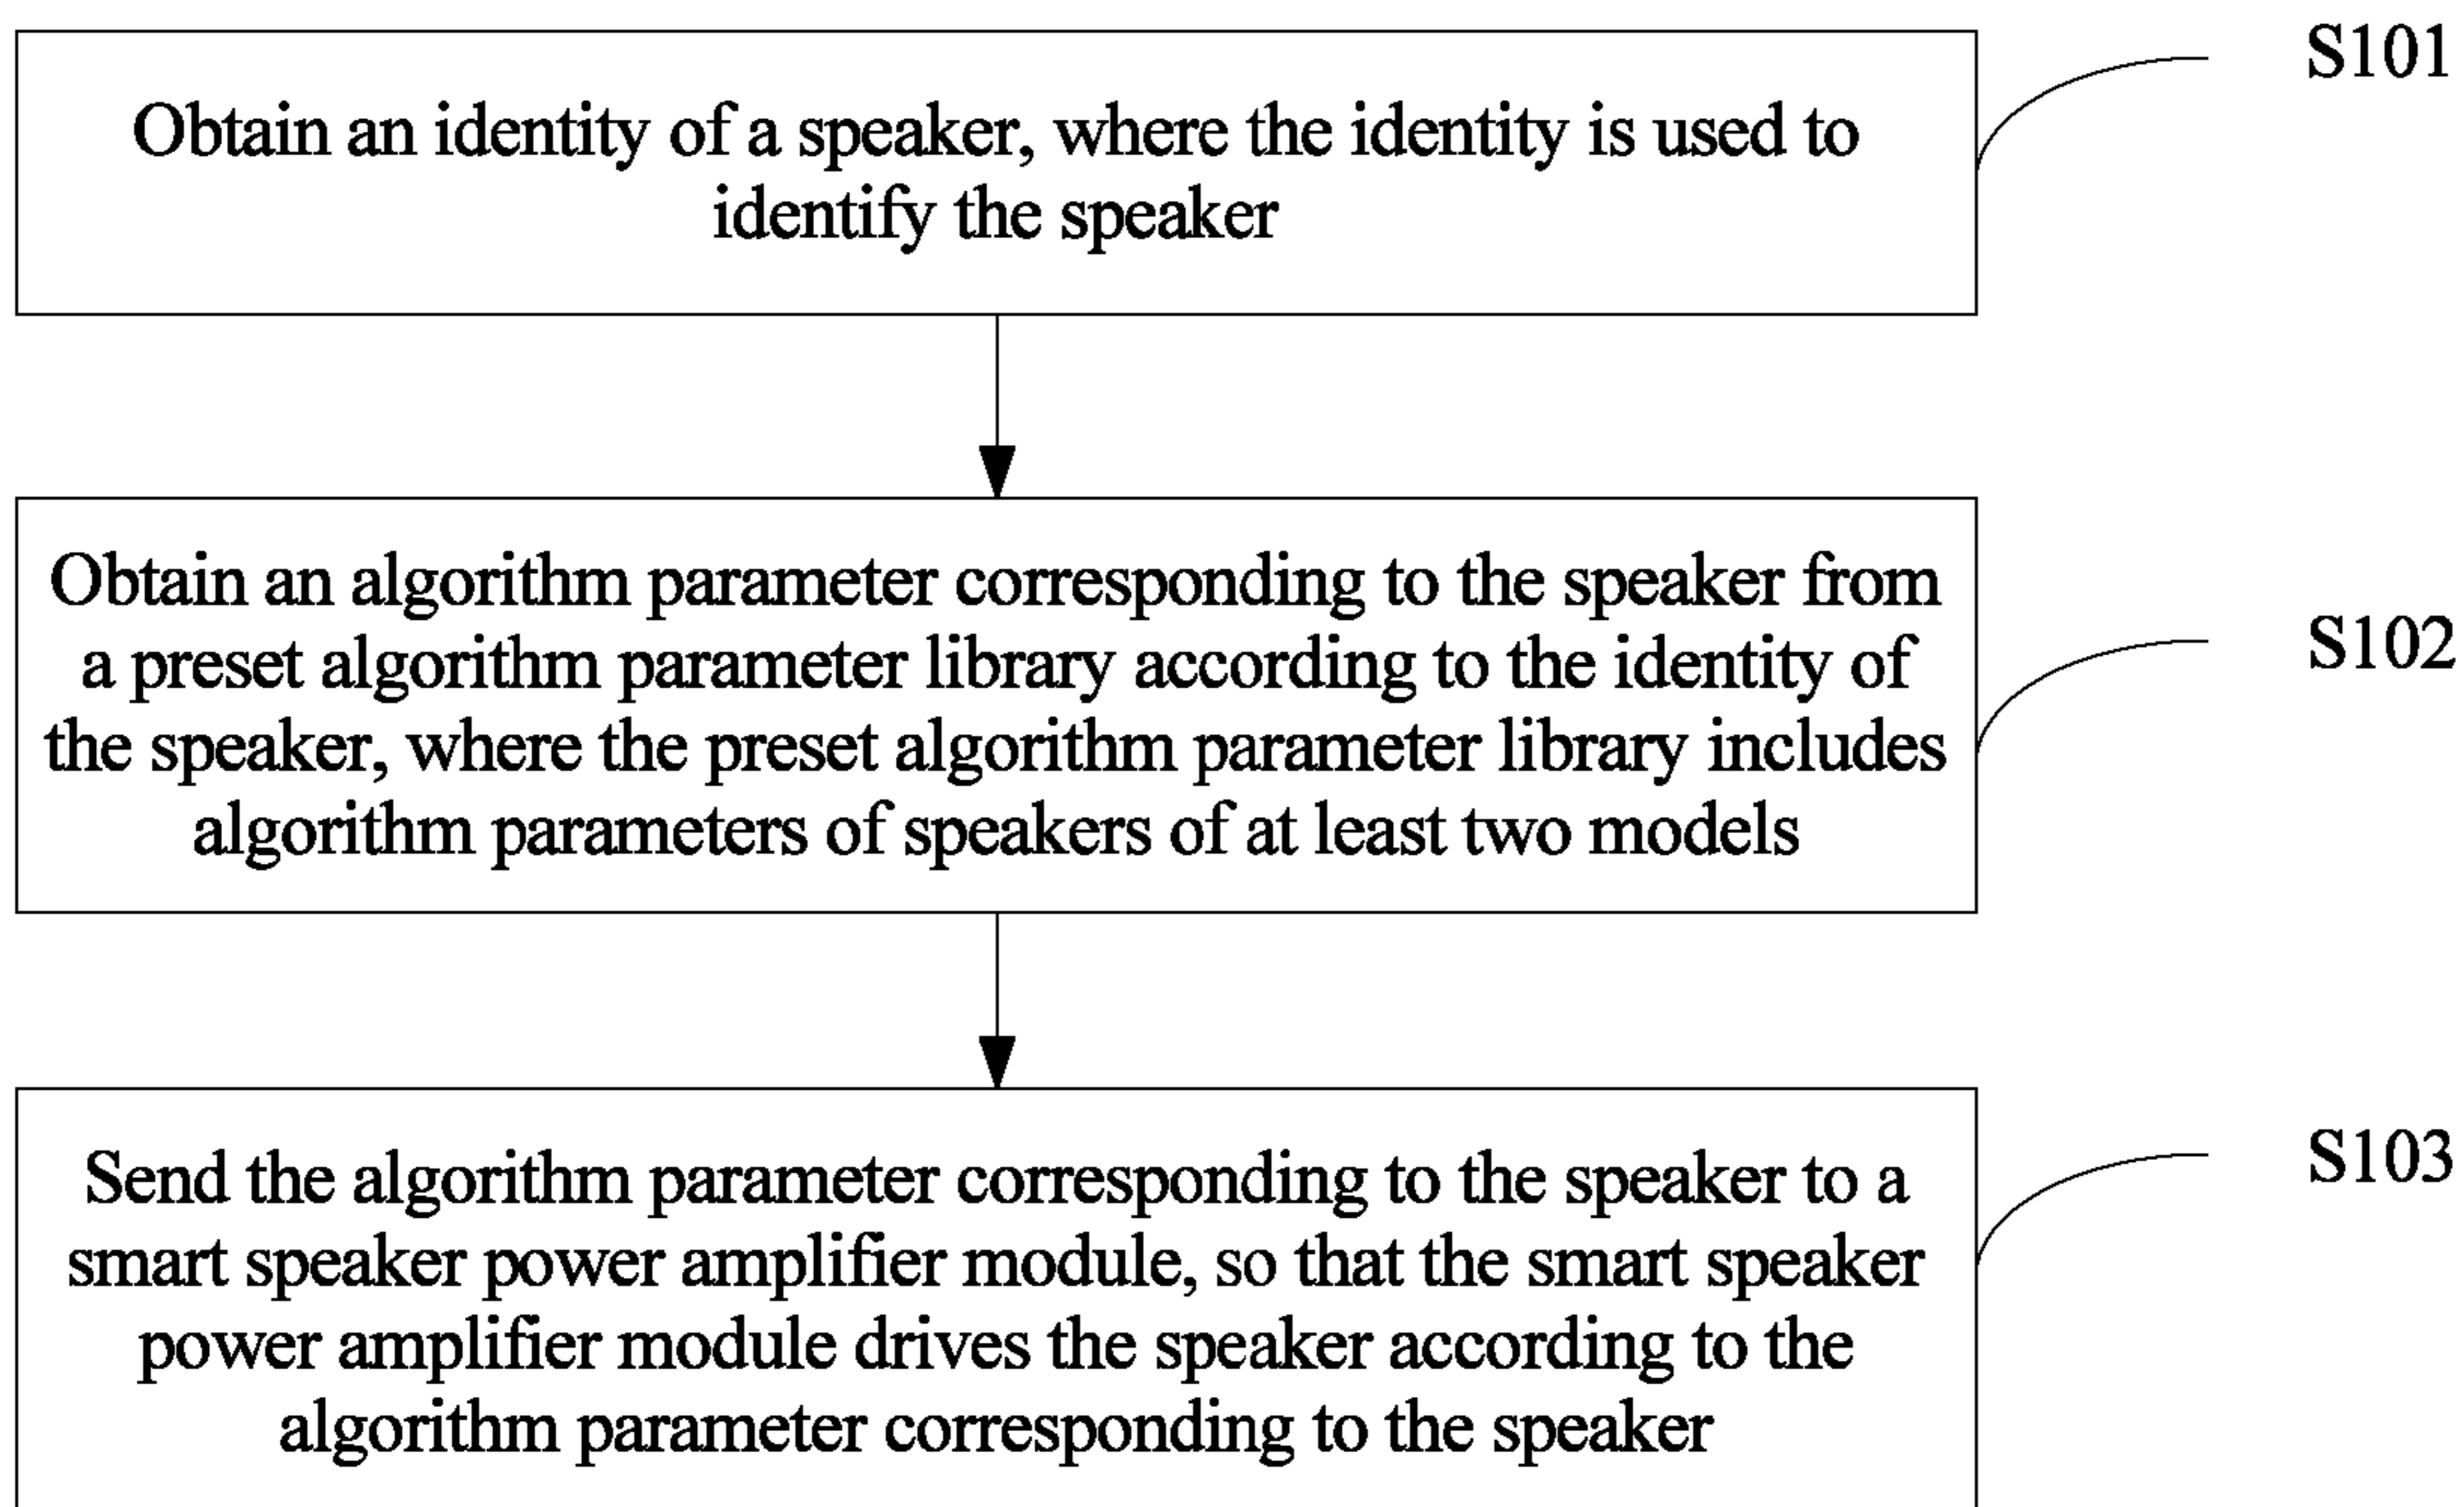 S101
Obtain an identity of a speaker, where the identity is used to
identify the speaker
Obtain an algorithm parameter corresponding to the speaker from
a preset algorithm parameter library according to the identity of
the speaker, where the preset algorithm parameter library includes
algorithm parameters of speakers of at least two models
S102
Send the algorithm parameter corresponding to the speaker to a
smart speaker power amplifier module, so that the smart speaker
power amplifier module drives the speaker according to the
algorithm parameter corresponding to the speaker
S103